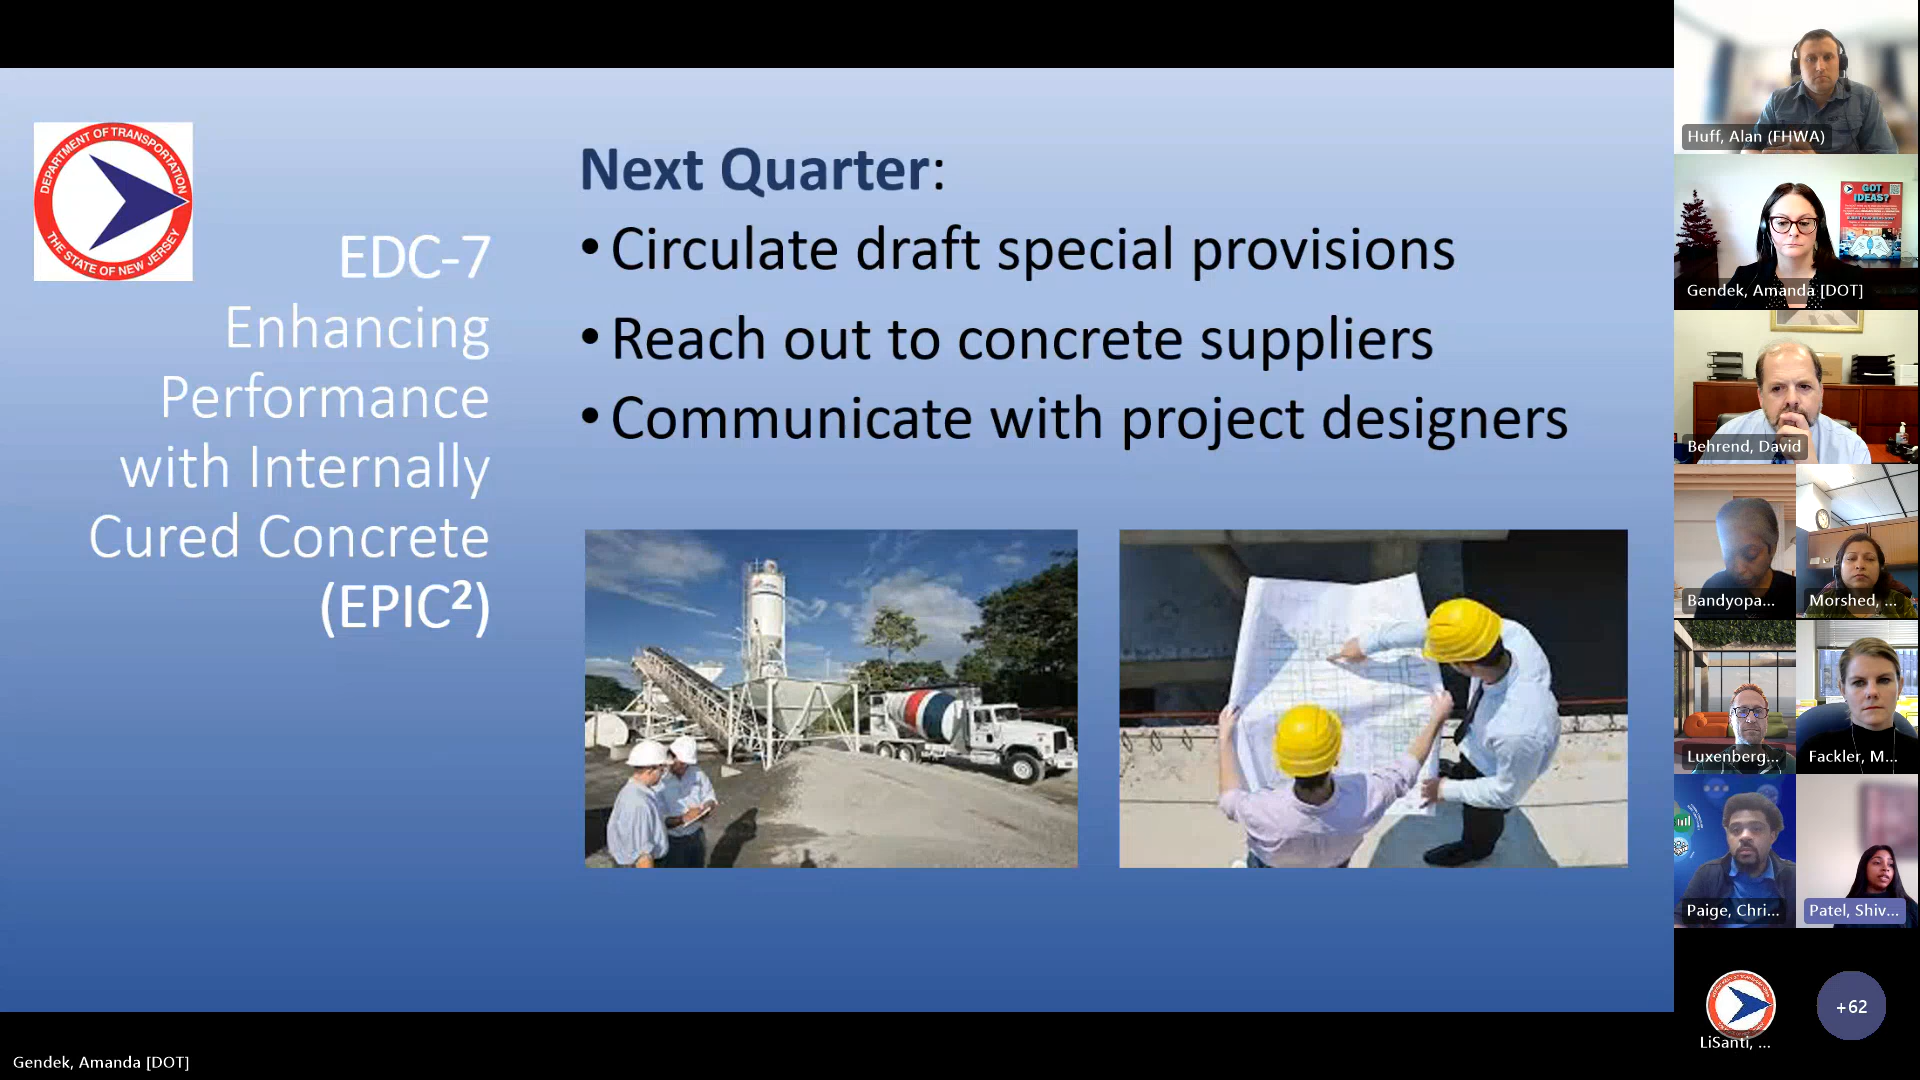 DEPARTMENT OF TRANSPORTATION
THE STATE OF NEW JERSEY
EDC-7
Enhancing
Performance
with Internally
Cured Concrete
(EPIC²)
Next Quarter:
• Circulate draft special provisions
• Reach out to concrete suppliers
• Communicate with project designers
Huff, Alan (FHWA)
GOT
IDEAS?
Gendek, Amanda [DOT]
Behrend, David
Bandyopa...
Morshed, ...
Luxenberg...
Fackler, M...
Paige, Chri...
Patel, Shiv...
LiSanti, ...
+62
Gendek, Amanda [DOT]